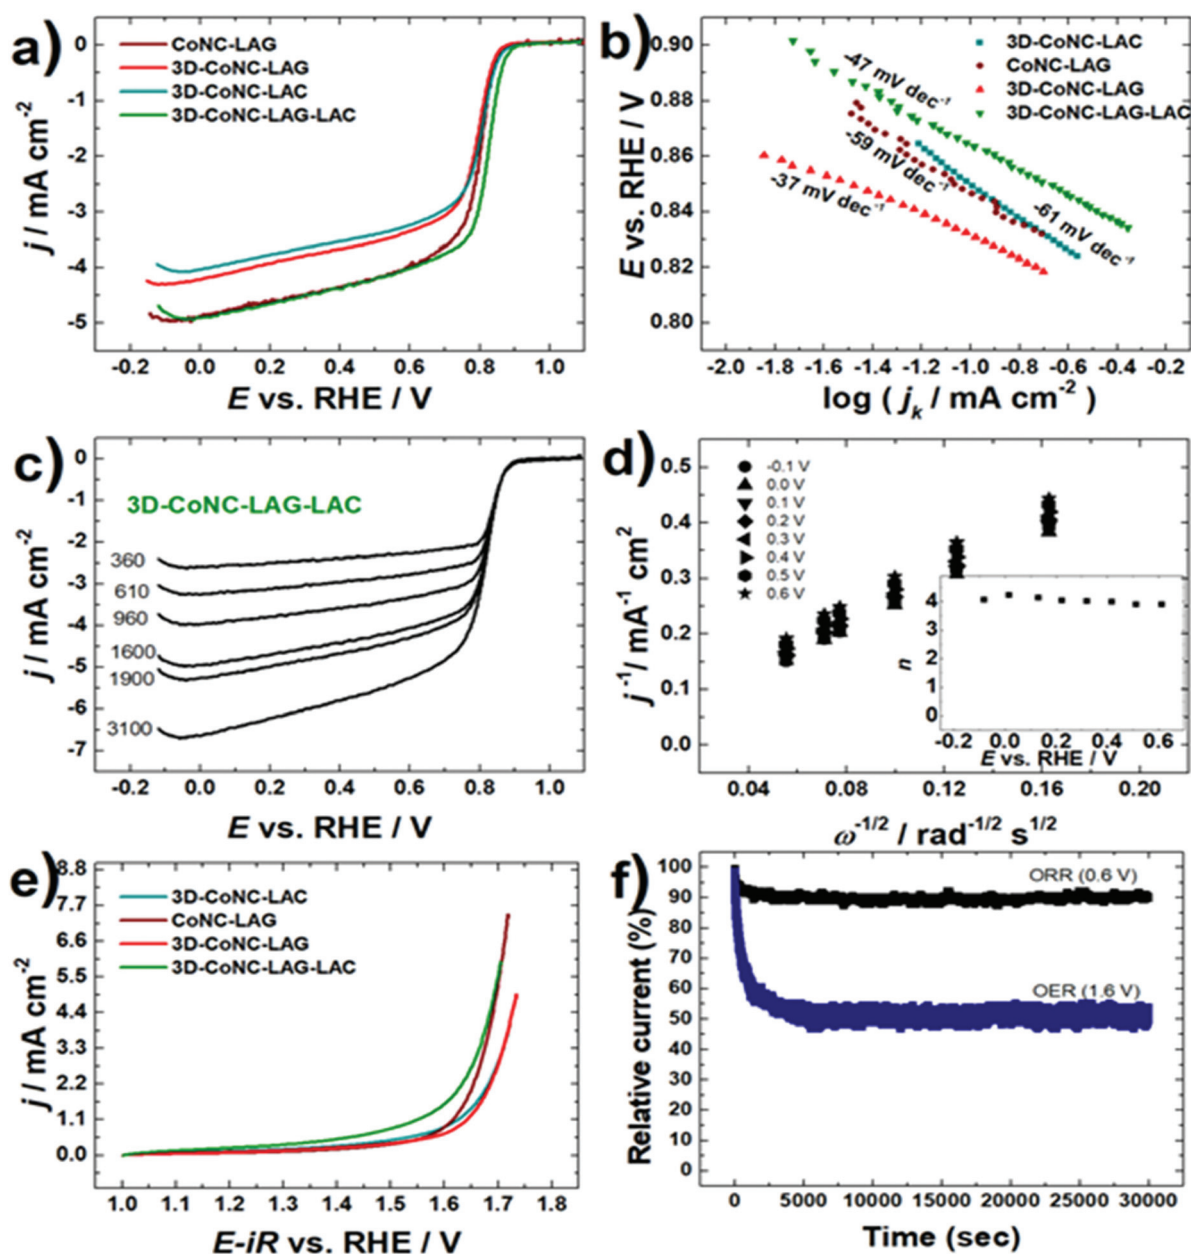 a)
CoNC-LAG
3D-CoNC-LAG
3D-CoNC-LAC
3D-CoNC-LAG-LAC
j / mA cm-2
0
-1
-2
-3
-4
-5
-0.2 0.0 0.2 0.4 0.6 0.8 1.0
E vs. RHE / V
b)
3D-CoNC-LAC
CoNC-LAG
3D-CoNC-LAG
3D-CoNC-LAG-LAC
-47 mV dec-1
-59 mV dec-1
-37 mV dec-1
-61 mV dec-1
E vs. RHE / V
0.90
0.88
0.86
0.84
0.82
0.80
-2.0 -1.8 -1.6 -1.4 -1.2 -1.0 -0.8 -0.6 -0.4 -0.2
log ( jk / mA cm-2 )
c)
3D-CoNC-LAG-LAC
360
610
960
1600
1900
3100
j / mA cm-2
0
-1
-2
-3
-4
-5
-6
-7
-0.2 0.0 0.2 0.4 0.6 0.8 1.0
E vs. RHE / V
d)
-0.1 V
0.0 V
0.1 V
0.2 V
0.3 V
0.4 V
0.5 V
0.6 V
j-1/ mA-1 cm2
0.5
0.4
0.3
0.2
0.1
0.0
0.04 0.08 0.12 0.16 0.20
ω-1/2 / rad-1/2 s1/2
n
4
3
2
1
0
-0.2 0.0 0.2 0.4 0.6
E vs. RHE / V
e)
3D-CoNC-LAC
CoNC-LAG
3D-CoNC-LAG
3D-CoNC-LAG-LAC
j / mA cm-2
8.8
7.7
6.6
5.5
4.4
3.3
2.2
1.1
0.0
1.0 1.1 1.2 1.3 1.4 1.5 1.6 1.7 1.8
E-iR vs. RHE / V
f)
ORR (0.6 V)
OER (1.6 V)
Relative current (%)
100
90
80
70
60
50
40
30
20
10
0
0 5000 10000 15000 20000 25000 30000
Time (sec)